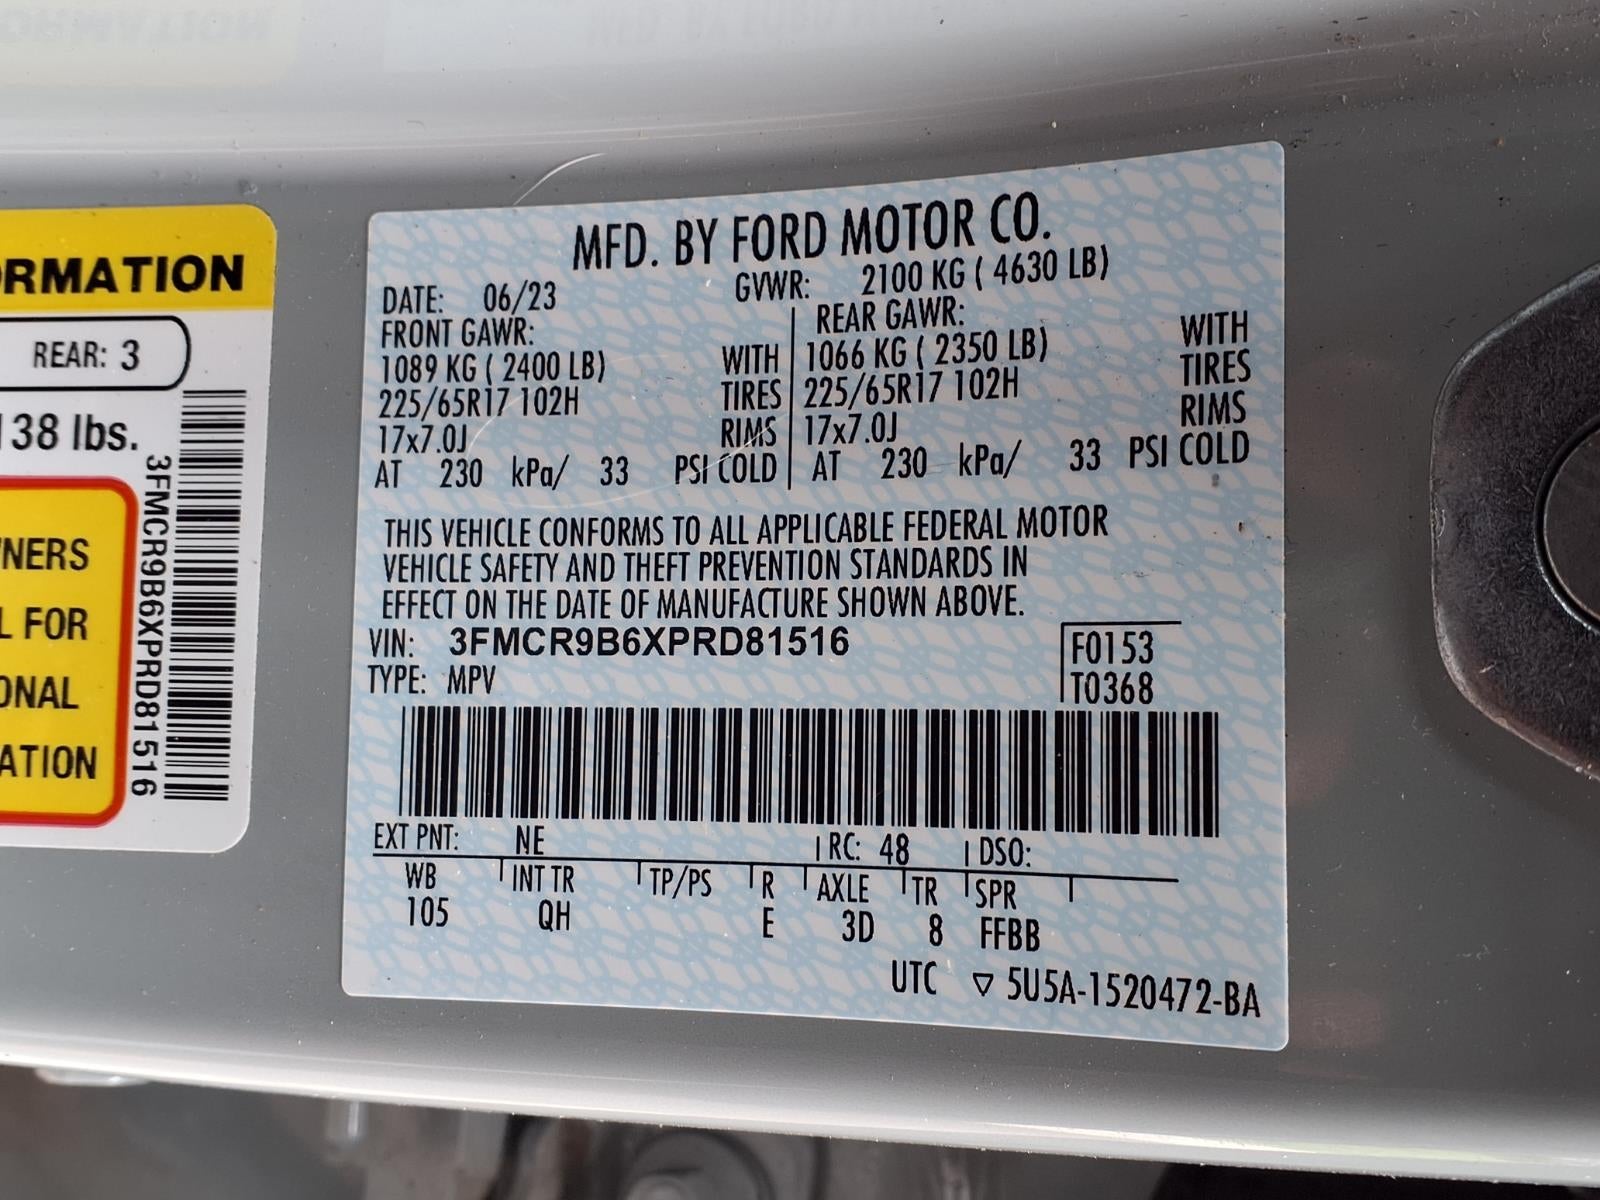 RMATION
REAR: 3
138 lbs.
NERS
L FOR
ONAL
ATION
3FMCR9B6XPRD81516
MFD. BY FORD MOTOR CO.
DATE: 06/23 GVWR: 2100 KG ( 4630 LB)
FRONT GAWR: REAR GAWR:
1089 KG ( 2400 LB) WITH 1066 KG ( 2350 LB) WITH
225/65R17 102H TIRES 225/65R17 102H TIRES
17x7.0J RIMS 17x7.0J RIMS
AT 230 kPa/ 33 PSI COLD AT 230 kPa/ 33 PSI COLD
THIS VEHICLE CONFORMS TO ALL APPLICABLE FEDERAL MOTOR
VEHICLE SAFETY AND THEFT PREVENTION STANDARDS IN
EFFECT ON THE DATE OF MANUFACTURE SHOWN ABOVE.
VIN: 3FMCR9B6XPRD81516 F0153
TYPE: MPV T0368
EXT PNT: NE RC: 48 DSO:
WB INT TR TP/PS R AXLE TR SPR
105 QH E 3D 8 FFBB
UTC ▽ 5U5A-1520472-BA